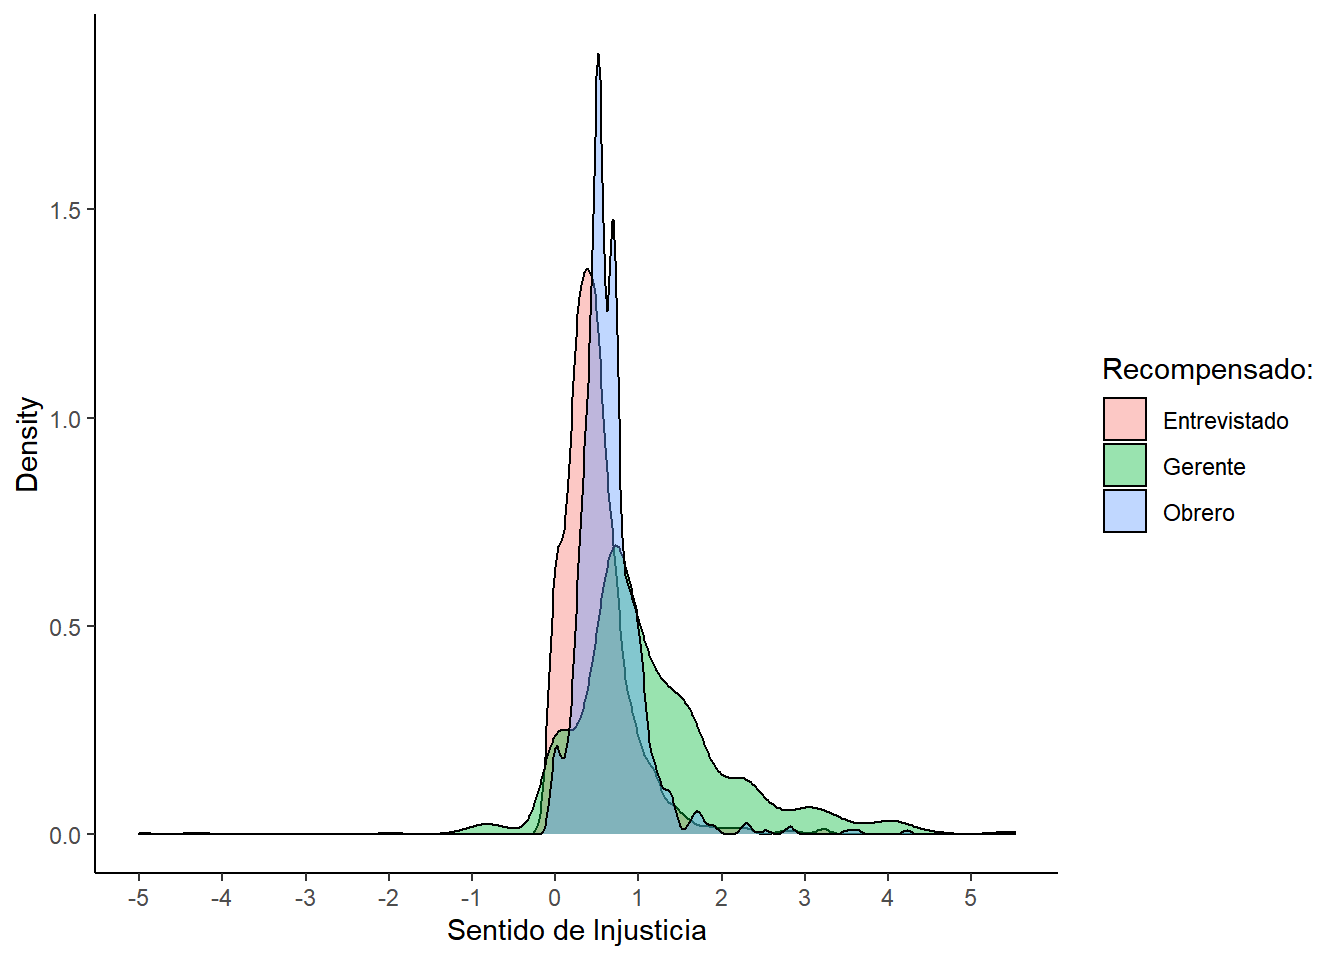 1.5
1.0
0.5
0.0
Density
-5 -4 -3 -2 -1 0 1 2 3 4 5
Sentido de Injusticia
Recompensado:
Entrevistado
Gerente
Obrero